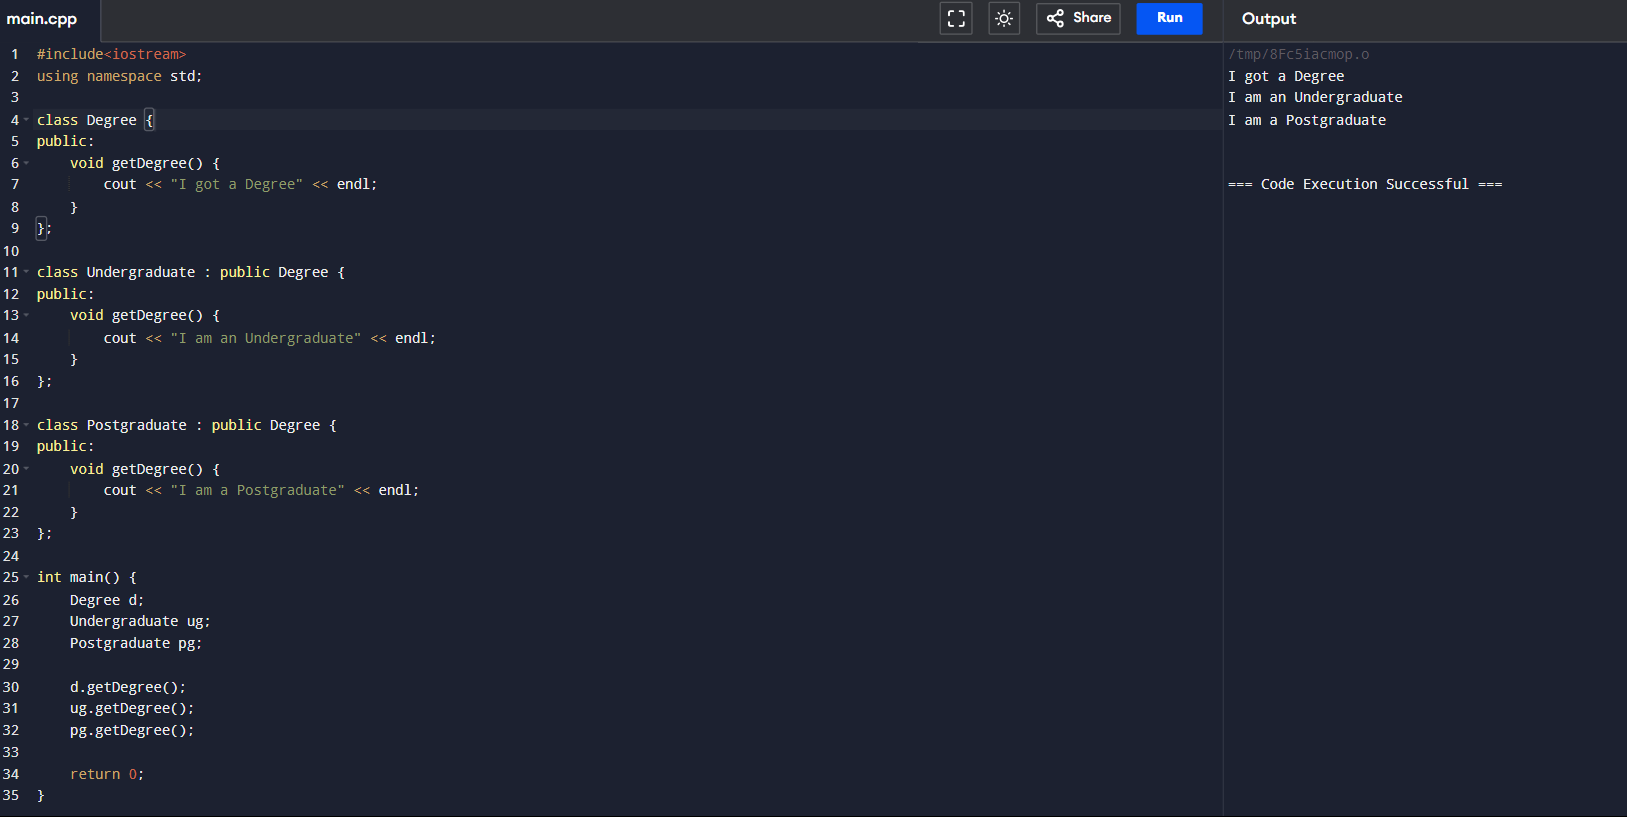 main.cpp
Share
Run
Output
1 #include<iostream>
2 using namespace std;
3
4 class Degree {
5 public:
6     void getDegree() {
7         cout << "I got a Degree" << endl;
8     }
9 };
10
11 class Undergraduate : public Degree {
12 public:
13     void getDegree() {
14         cout << "I am an Undergraduate" << endl;
15     }
16 };
17
18 class Postgraduate : public Degree {
19 public:
20     void getDegree() {
21         cout << "I am a Postgraduate" << endl;
22     }
23 };
24
25 int main() {
26     Degree d;
27     Undergraduate ug;
28     Postgraduate pg;
29
30     d.getDegree();
31     ug.getDegree();
32     pg.getDegree();
33
34     return 0;
35 }
/tmp/8Fc5iacmop.o
I got a Degree
I am an Undergraduate
I am a Postgraduate
=== Code Execution Successful ===